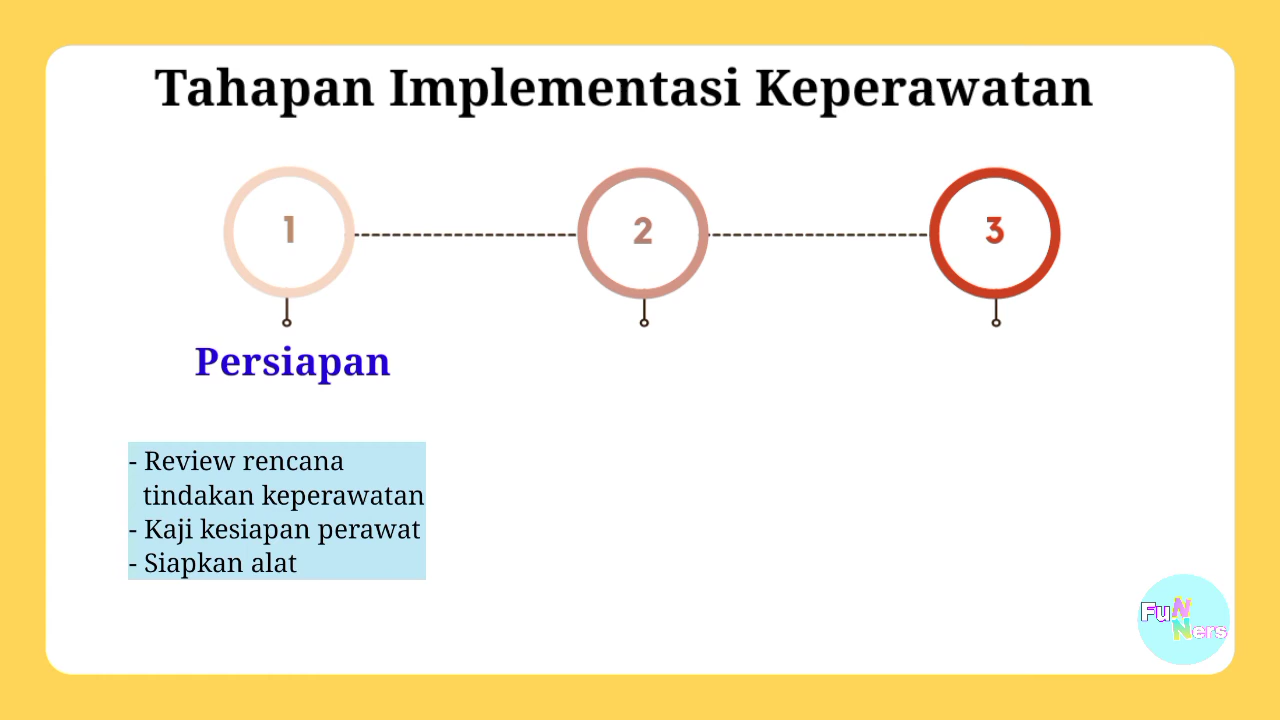 Tahapan Implementasi Keperawatan
1
2
3
Persiapan
- Review rencana
tindakan keperawatan
- Kaji kesiapan perawat
- Siapkan alat
FuN
Ners